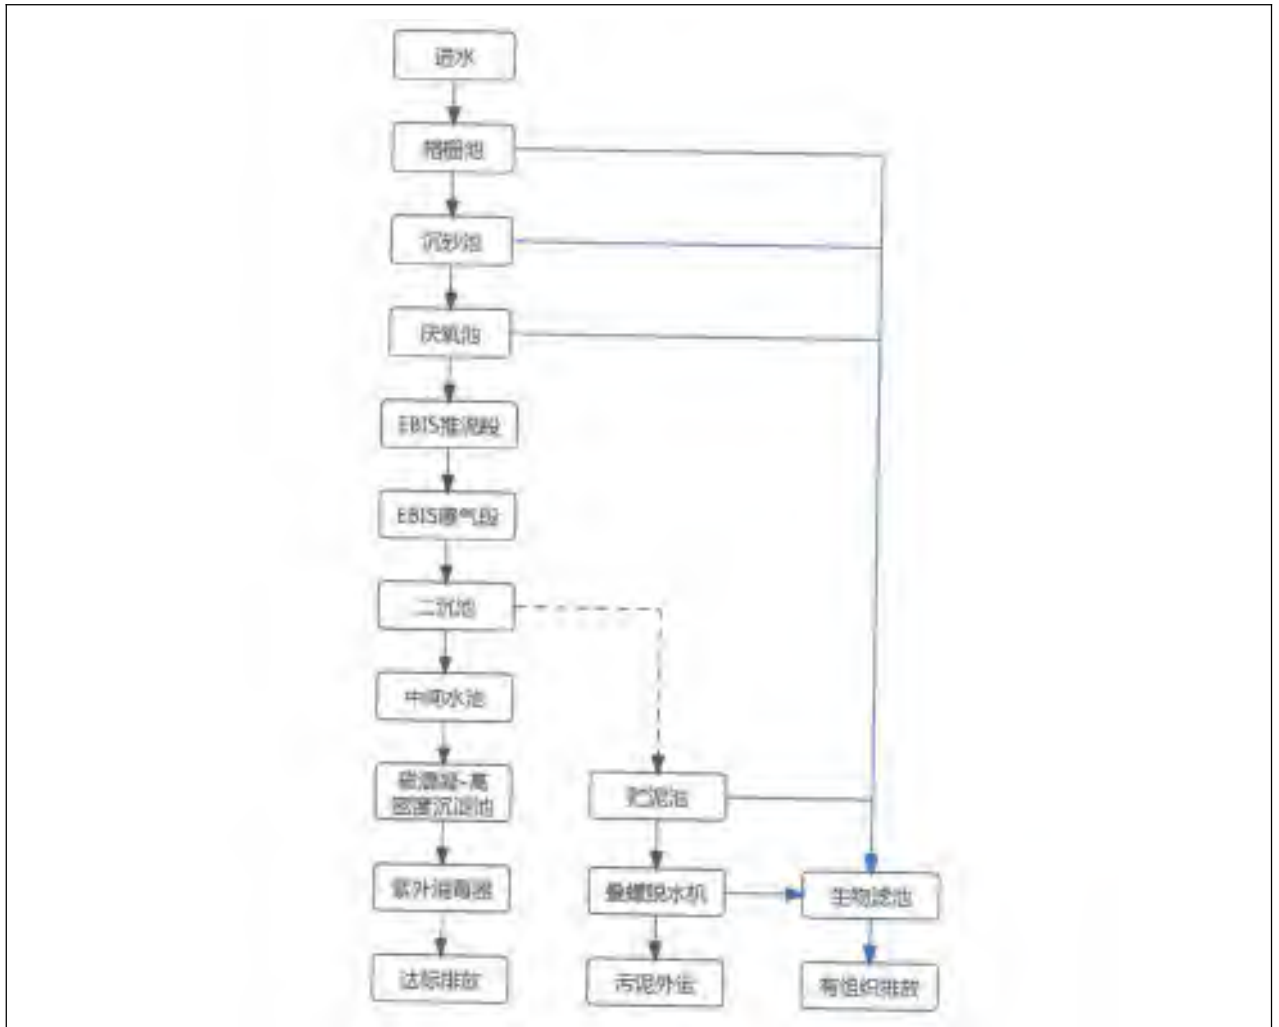 进水
格栅池
沉砂池
厌氧池
EBIS推泥段
EBIS曝气段
二沉池
中间水池
磁混凝-高
密度沉淀池
贮泥池
紫外消毒器
叠螺脱水机
生物滤池
达标排放
污泥外运
有组织排放